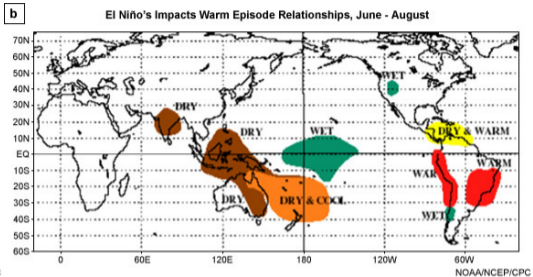 b
El Niño's Impacts Warm Episode Relationships, June - August
70N
60N
50N
40N
30N
20N
10N
EQ
10S
20S
30S
40S
50S
60S
WET
DRY
DRY
WET
DRY & WARM
WAR
WARM
DRY
DRY & COOL
WET
0
60E
120E
180
120W
60W
NOAA/NCEP/CPC